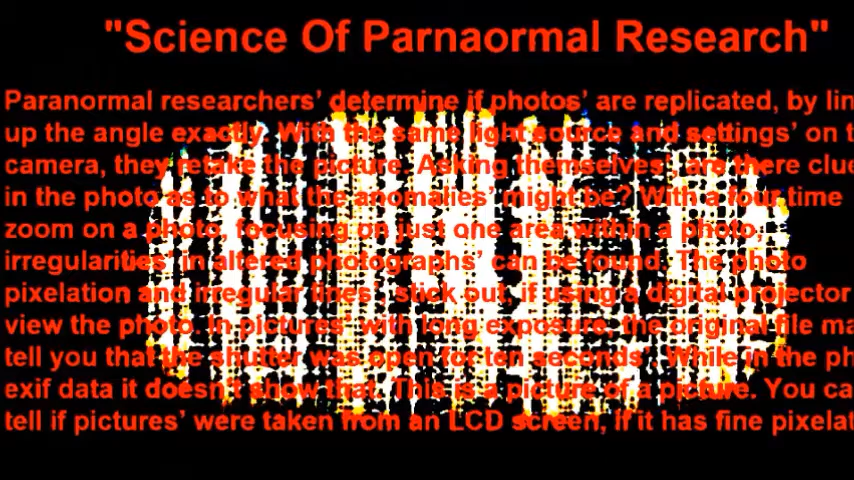 "Science Of Parnaormal Research"
Paranormal researchers’ determine if photos’ are replicated, by lin
up the angle exactly. With the same light source and settings’ on t
camera, they retake the picture. Asking themselves’, are there clue
in the photo as to what the anomalies’ might be? With a four time
zoom on a photo, focusing on just one area within a photo,
irregularities’ in altered photographs’ can be found. The photo
pixelation and irregular lines’, stick out, if using a digital projector
view the photo. In pictures’ with long exposure, the original file ma
tell you that the shutter was open for ten seconds’. While in the ph
exif data it doesn’t show that. This is a picture of a picture. You ca
tell if pictures’ were taken from an LCD screen, if it has fine pixelat